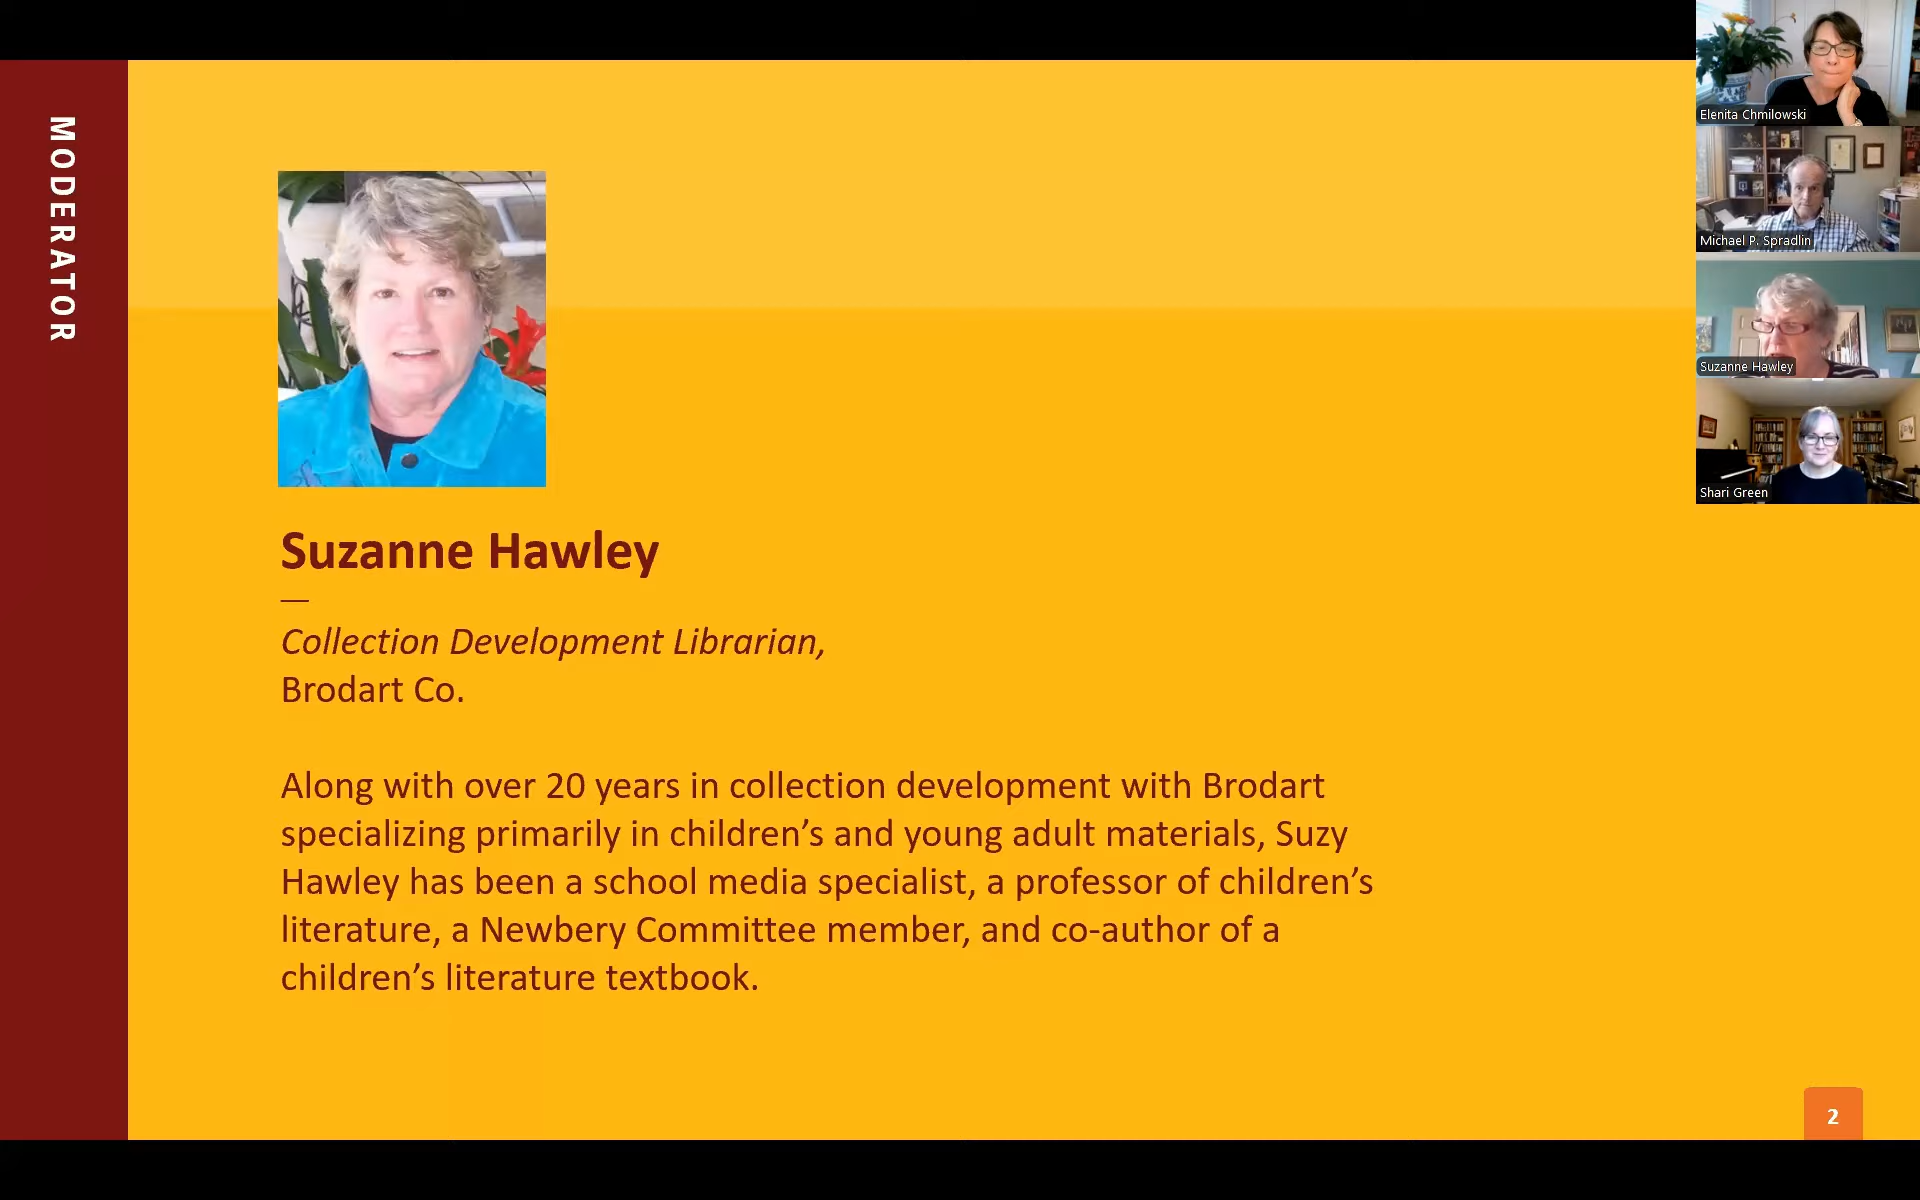 MODERATOR
Suzanne Hawley
Collection Development Librarian,
Brodart Co.
Along with over 20 years in collection development with Brodart
specializing primarily in children’s and young adult materials, Suzy
Hawley has been a school media specialist, a professor of children’s
literature, a Newbery Committee member, and co-author of a
children’s literature textbook.
2
Elenita Chmilowski
Michael P. Spradlin
Suzanne Hawley
Shari Green